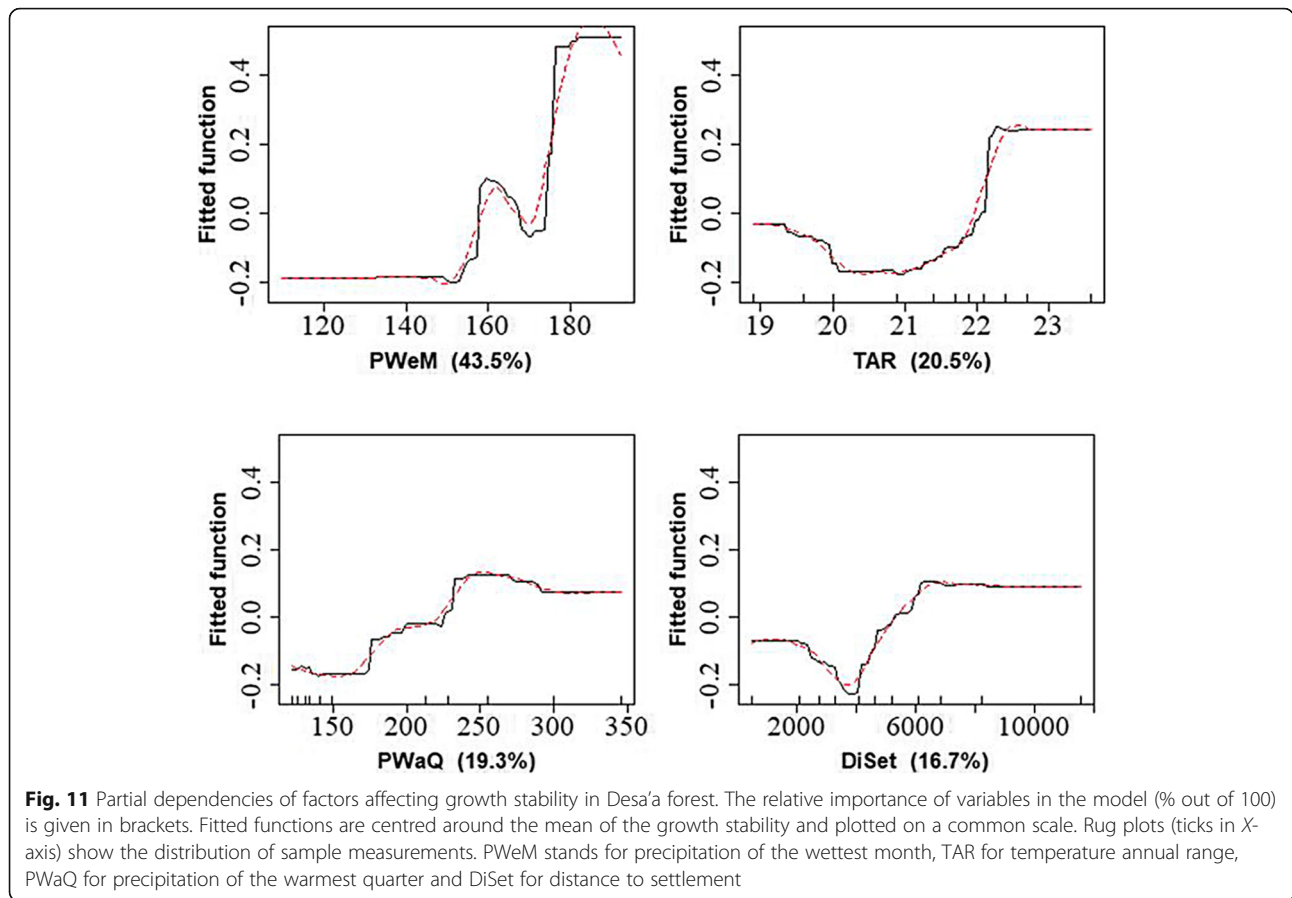 Fitted function
-0.2 0.0 0.2 0.4
120 140 160 180
PWeM (43.5%)
Fitted function
-0.2 0.0 0.2 0.4
19 20 21 22 23
TAR (20.5%)
Fitted function
-0.2 0.0 0.2 0.4
150 200 250 300 350
PWaQ (19.3%)
Fitted function
-0.2 0.0 0.2 0.4
2000 6000 10000
DiSet (16.7%)
Fig. 11 Partial dependencies of factors affecting growth stability in Desa'a forest. The relative importance of variables in the model (% out of 100)
is given in brackets. Fitted functions are centred around the mean of the growth stability and plotted on a common scale. Rug plots (ticks in X-
axis) show the distribution of sample measurements. PWeM stands for precipitation of the wettest month, TAR for temperature annual range,
PWaQ for precipitation of the warmest quarter and DiSet for distance to settlement